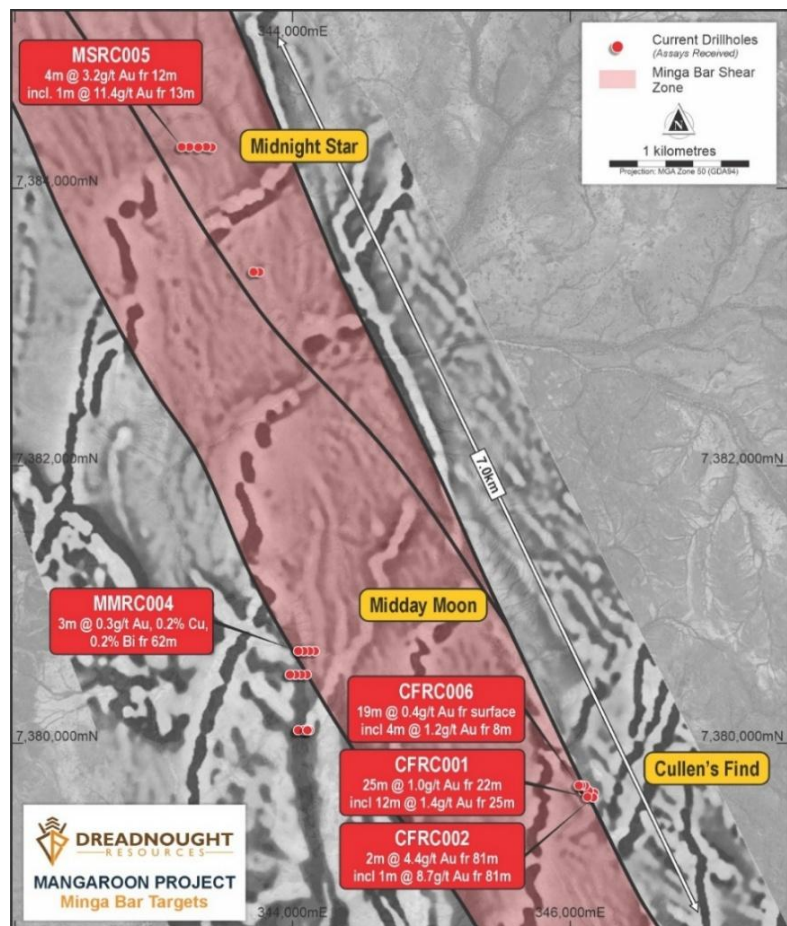 344,000mE
MSRC005
4m @ 3.2g/t Au fr 12m
incl. 1m @ 11.4g/t Au fr 13m
Current Drillholes
(Assays Received)
Minga Bar Shear
Zone
N
1 kilometres
Projection: MGA Zone 50 (GDA94)
Midnight Star
7,384,000mN
7,382,000mN
7,382,000mN
7.0km
MMRC004
3m @ 0.3g/t Au, 0.2% Cu,
0.2% Bi fr 62m
Midday Moon
CFRC006
19m @ 0.4g/t Au fr surface
incl 4m @ 1.2g/t Au fr 8m
7,380,000mN
CFRC001
25m @ 1.0g/t Au fr 22m
incl 12m @ 1.4g/t Au fr 25m
Cullen's Find
CFRC002
2m @ 4.4g/t Au fr 81m
incl 1m @ 8.7g/t Au fr 81m
DREADNOUGHT
RESOURCES
MANGAROON PROJECT
Minga Bar Targets
344,000mE
346,000mE